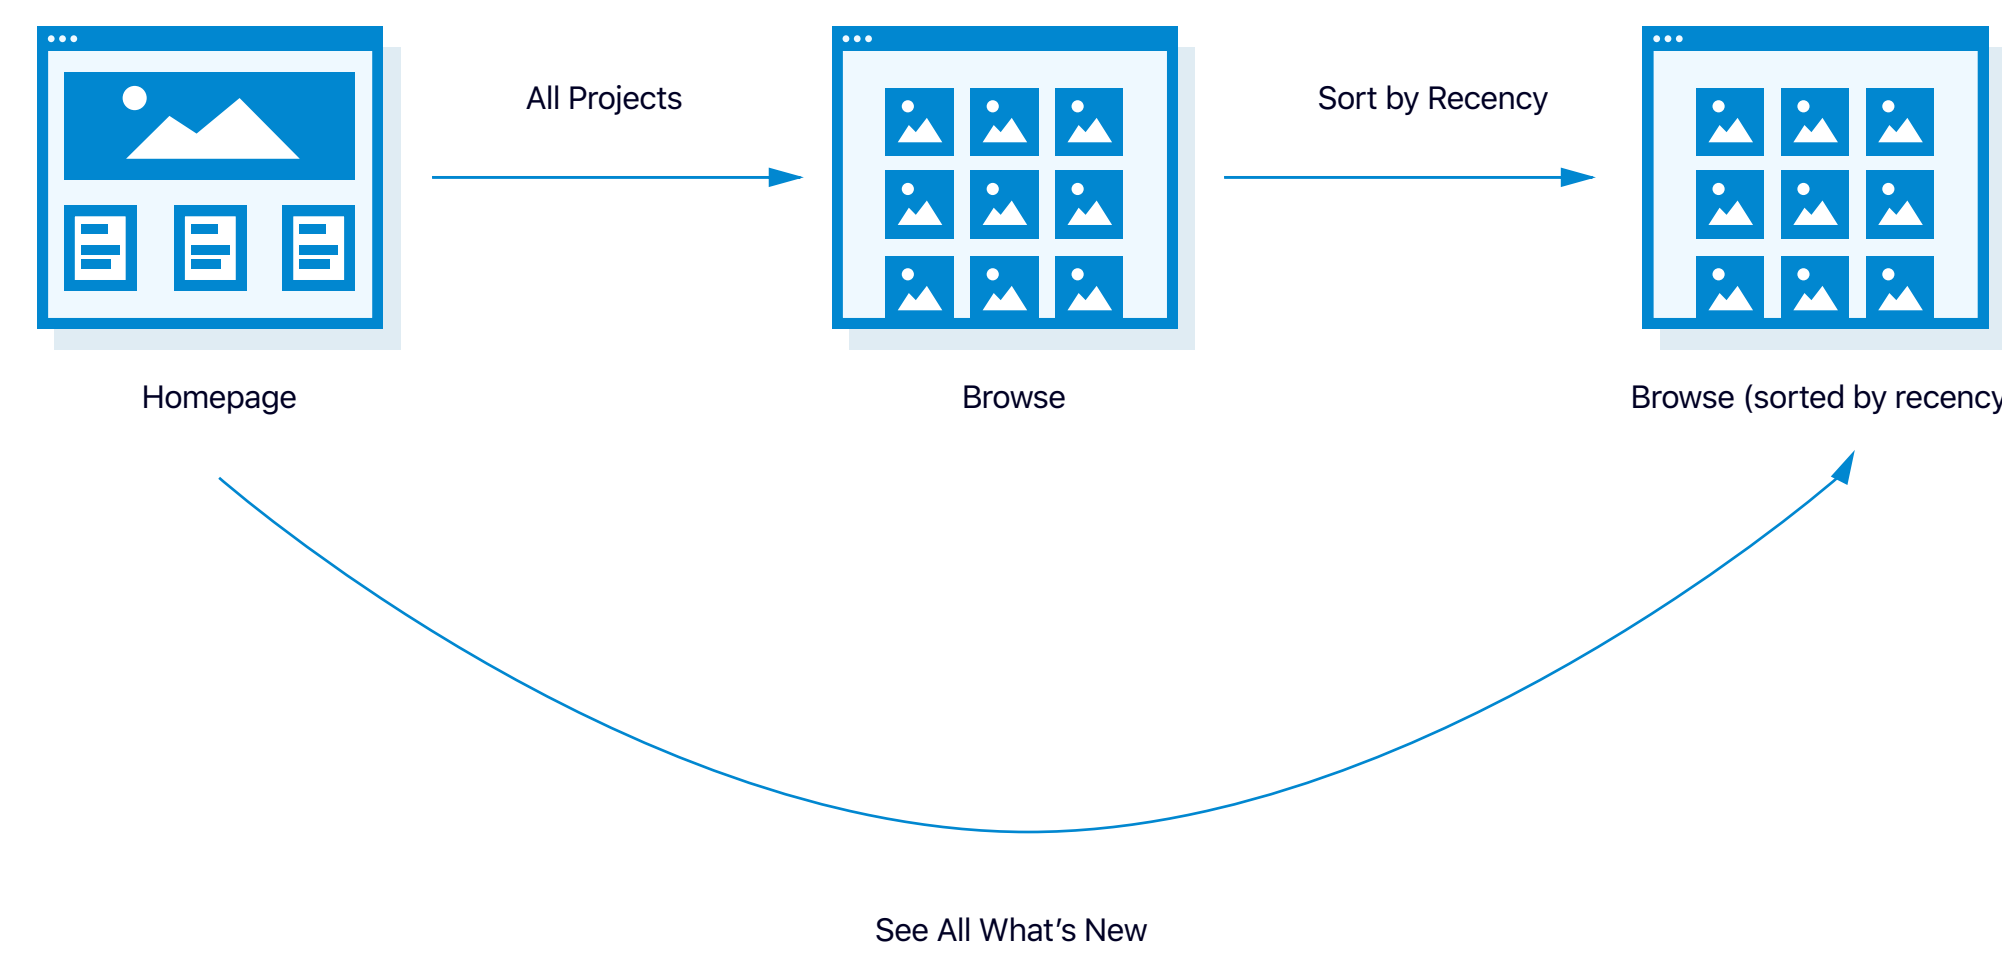 All Projects
Sort by Recency
Homepage
Browse
Browse (sorted by recency
See All What’s New